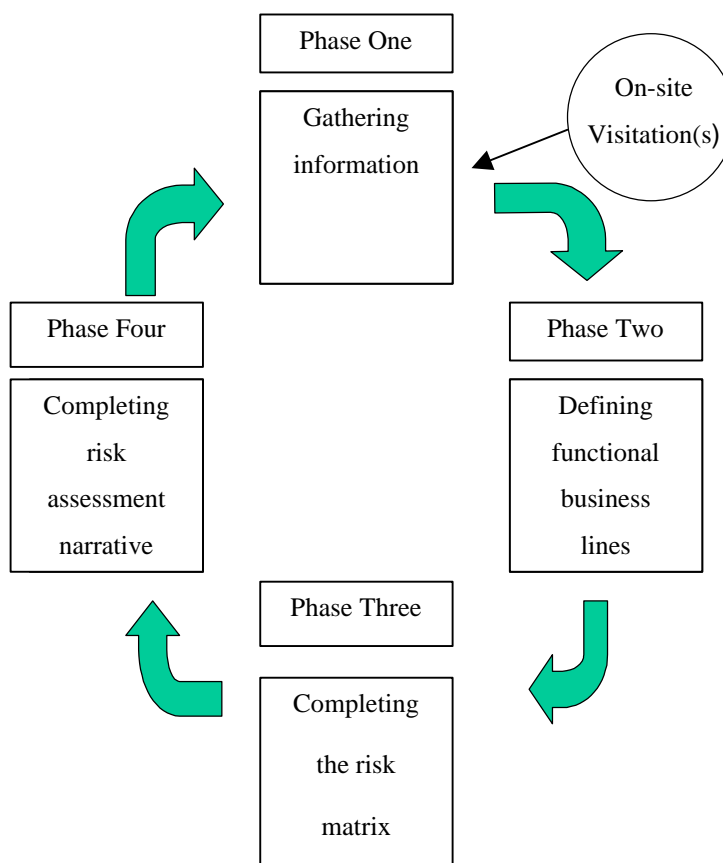 Phase One
Gathering
information
On-site
Visitation(s)
Phase Two
Defining
functional
business
lines
Phase Three
Completing
the risk
matrix
Phase Four
Completing
risk
assessment
narrative